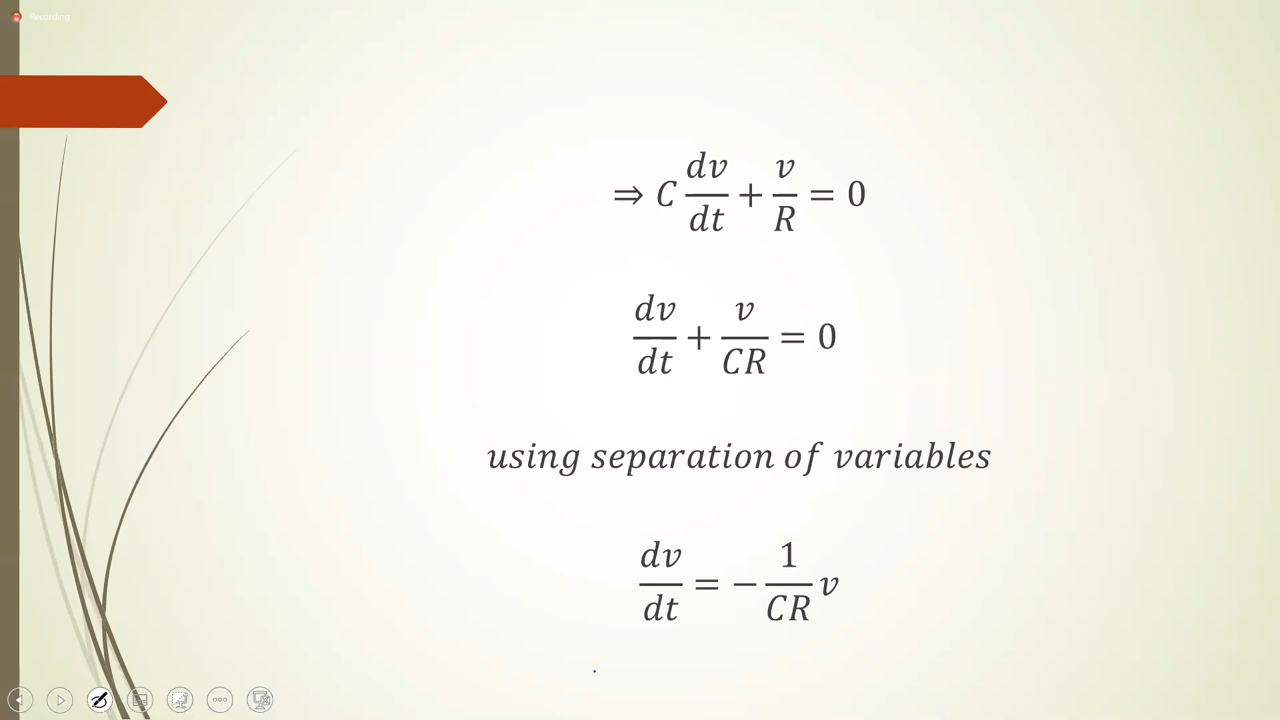 Recording
⇒ C dv/dt + v/R = 0
dv/dt + v/CR = 0
using separation of variables
dv/dt = − 1/CR v